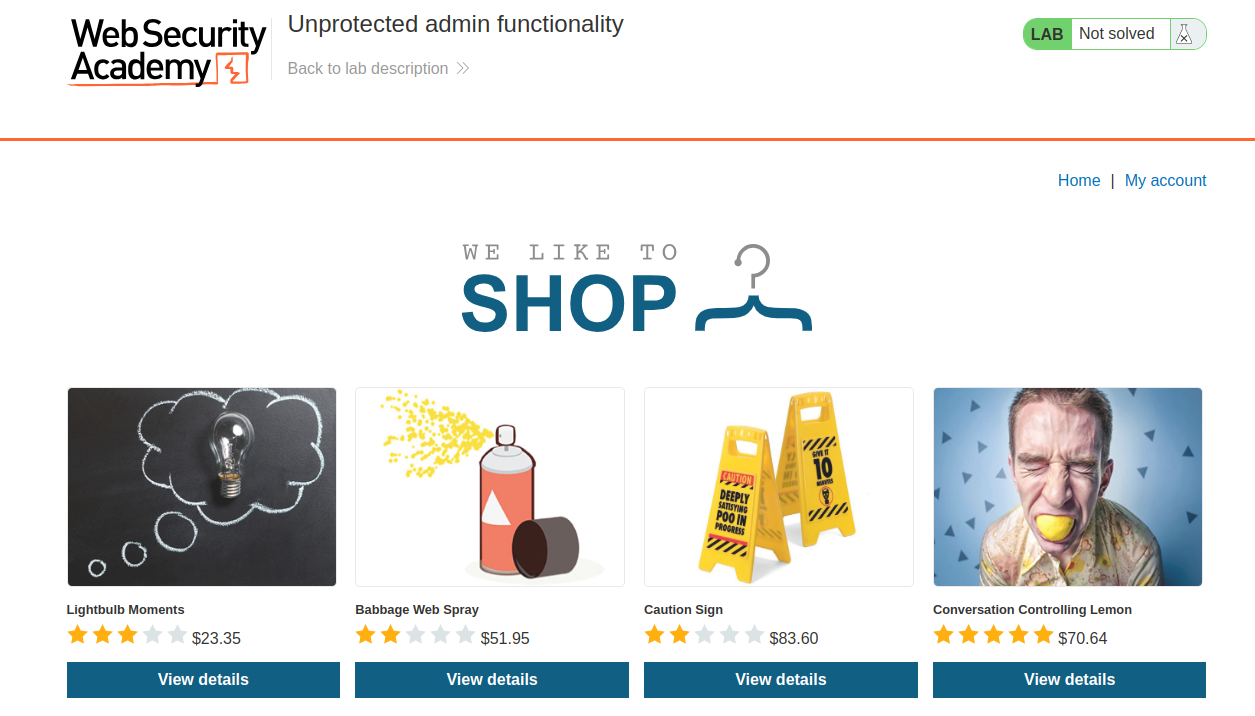 Web Security
Academy
Unprotected admin functionality
Back to lab description
LAB Not solved
Home | My account
WE LIKE TO
SHOP
CAUTION
DEEPLY
SATISFYING
POO IN
PROGRESS
GIVE IT
10
MINUTES
Lightbulb Moments
$23.35
View details
Babbage Web Spray
$51.95
View details
Caution Sign
$83.60
View details
Conversation Controlling Lemon
$70.64
View details